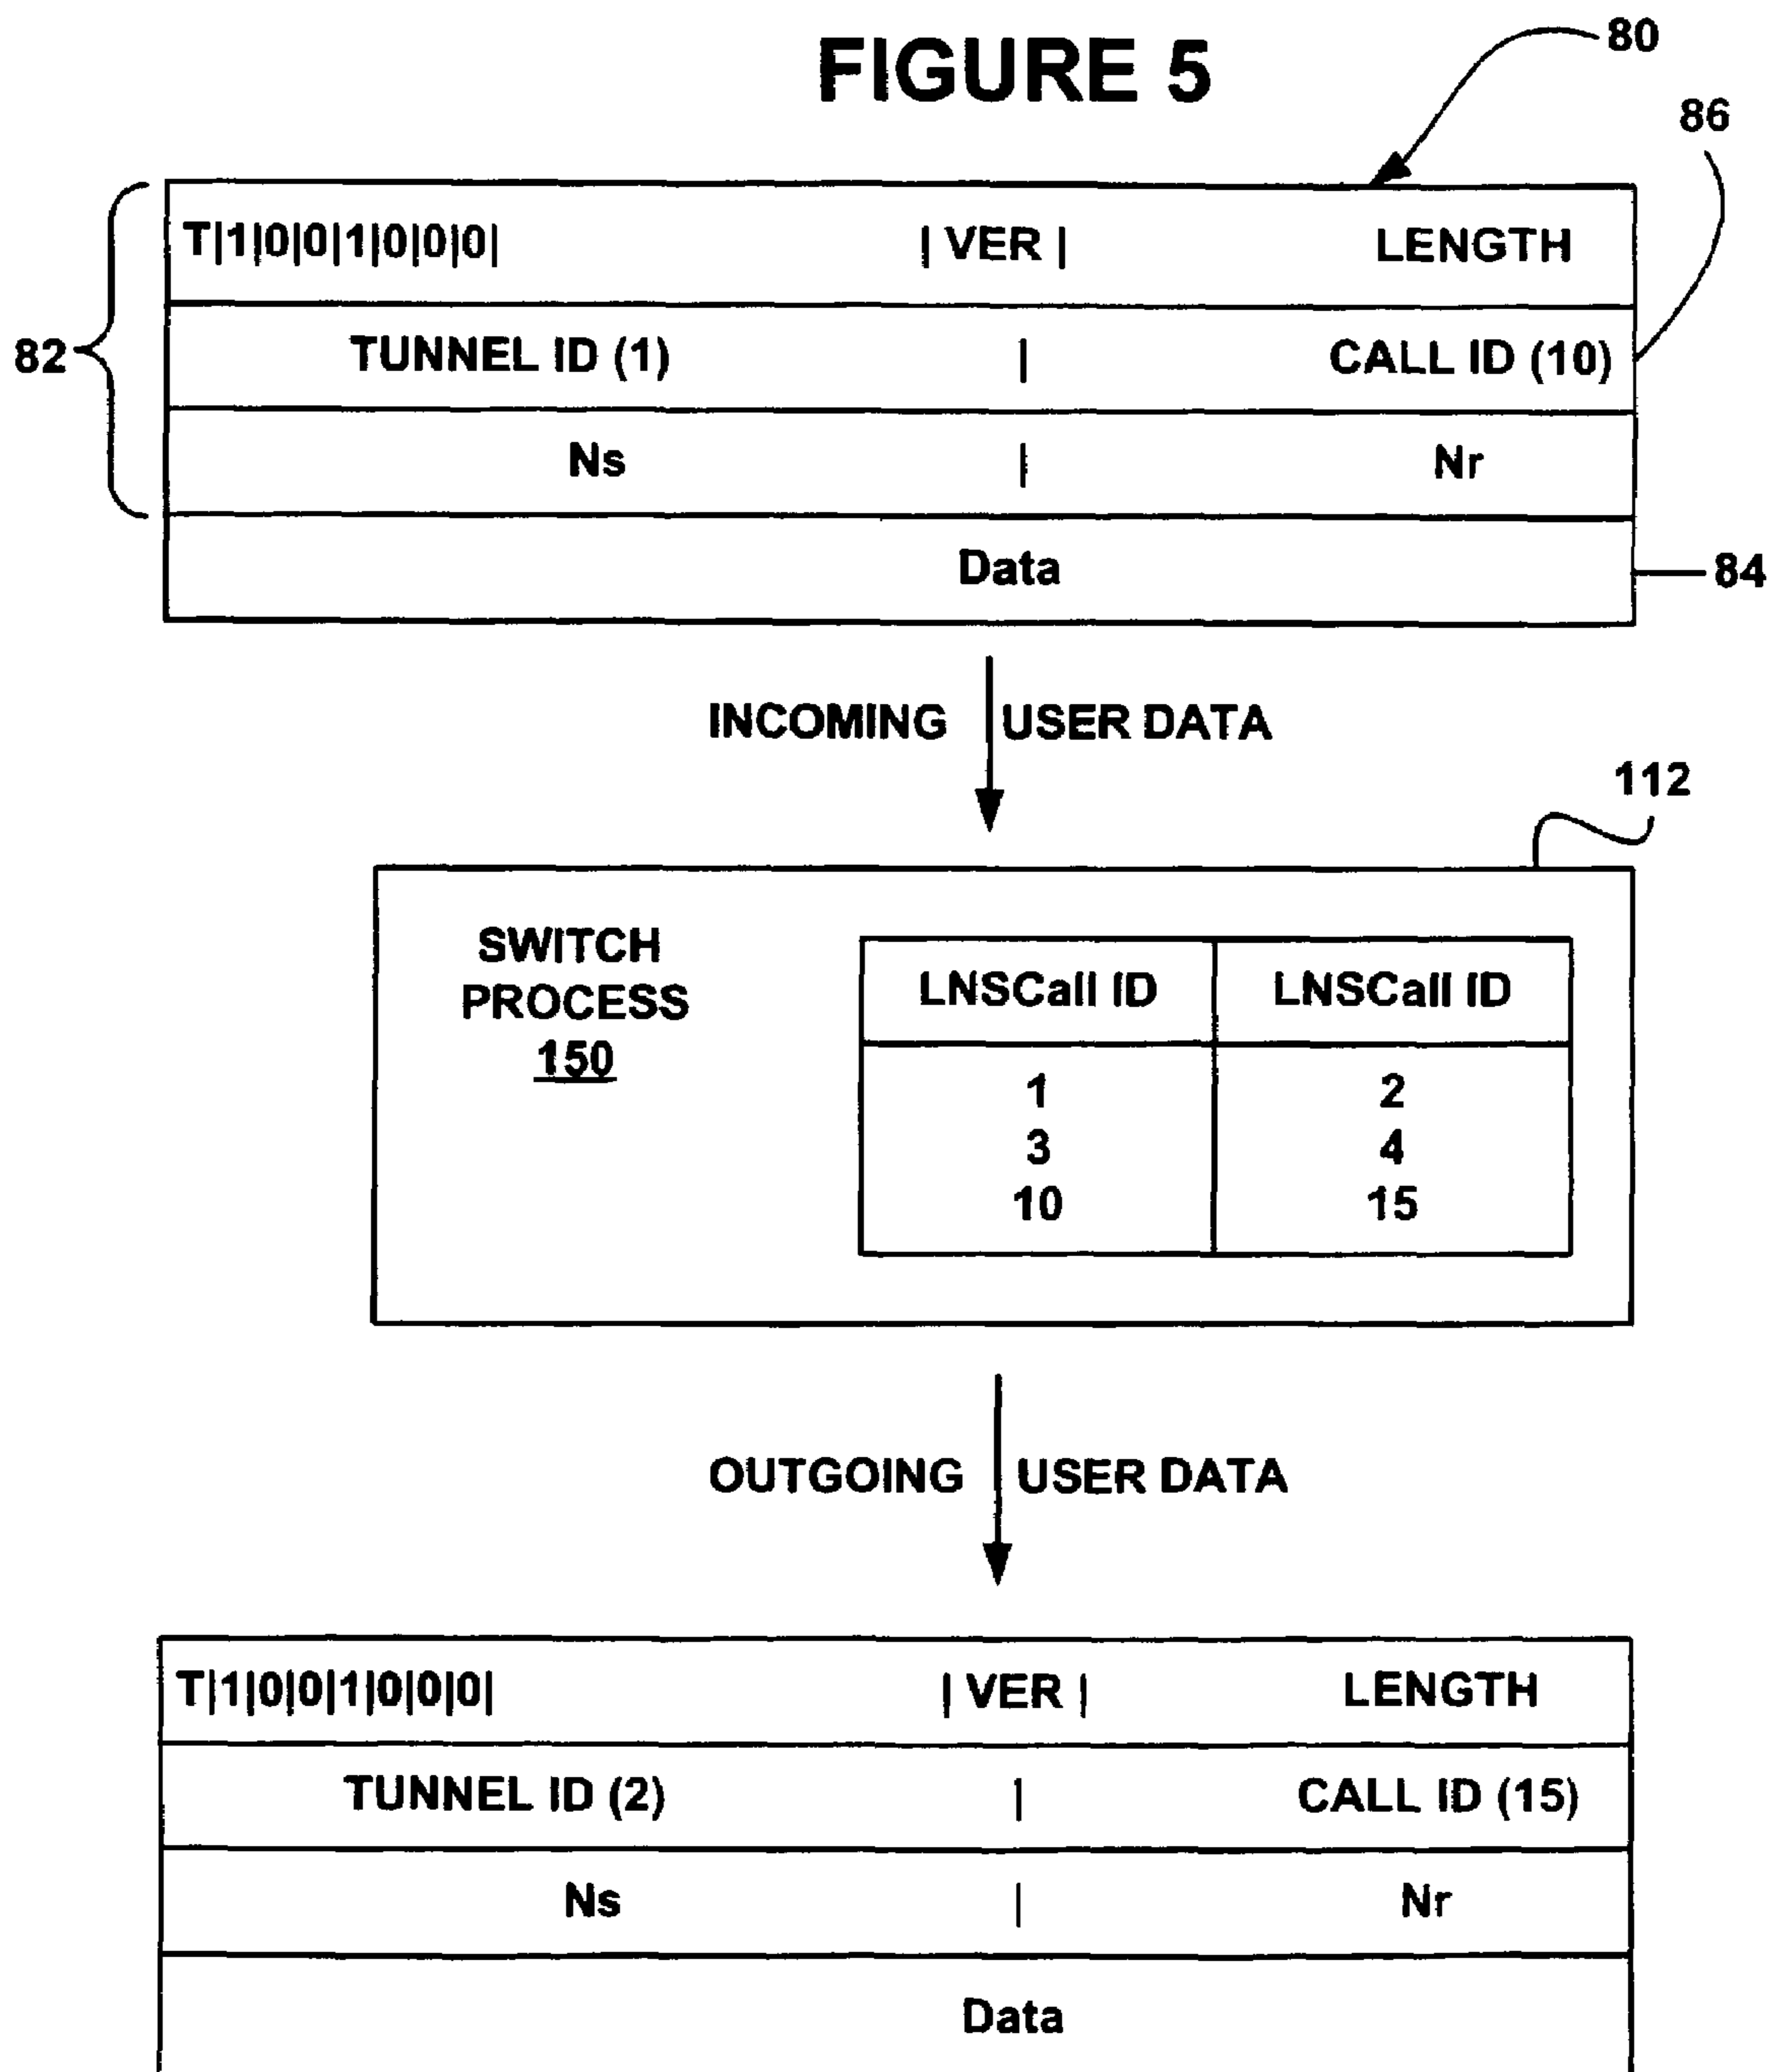 FIGURE 5
80
86
T|1|0|0|1|0|0|0| | VER | LENGTH
82
TUNNEL ID (1) | CALL ID (10)
Ns | Nr
Data
84
INCOMING USER DATA
112
SWITCH
PROCESS
150
LNSCall ID LNSCall ID
1 2
3 4
10 15
OUTGOING USER DATA
T|1|0|0|1|0|0|0| | VER | LENGTH
TUNNEL ID (2) | CALL ID (15)
Ns | Nr
Data